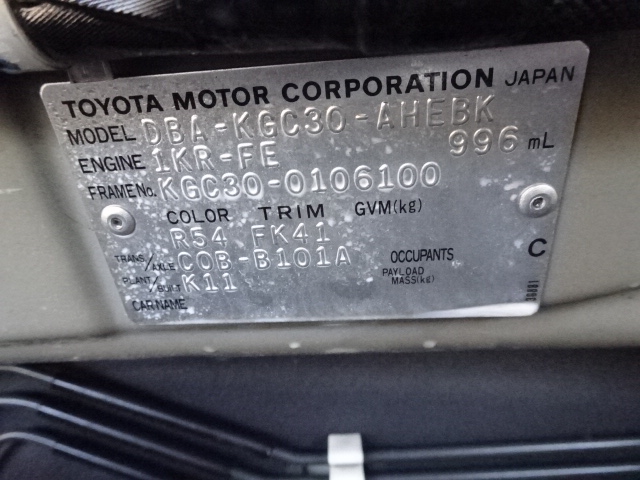 TOYOTA MOTOR CORPORATION JAPAN
MODEL DBA-KGC30-AHEBK
ENGINE 1KR-FE 996 mL
FRAME No. KGC30-0106100
COLOR TRIM GVM(kg)
R54 FK41
TRANS/AXLE C0B-B101A OCCUPANTS C
PLANT/BUILT K11 PAYLOAD MASS(kg)
CAR NAME